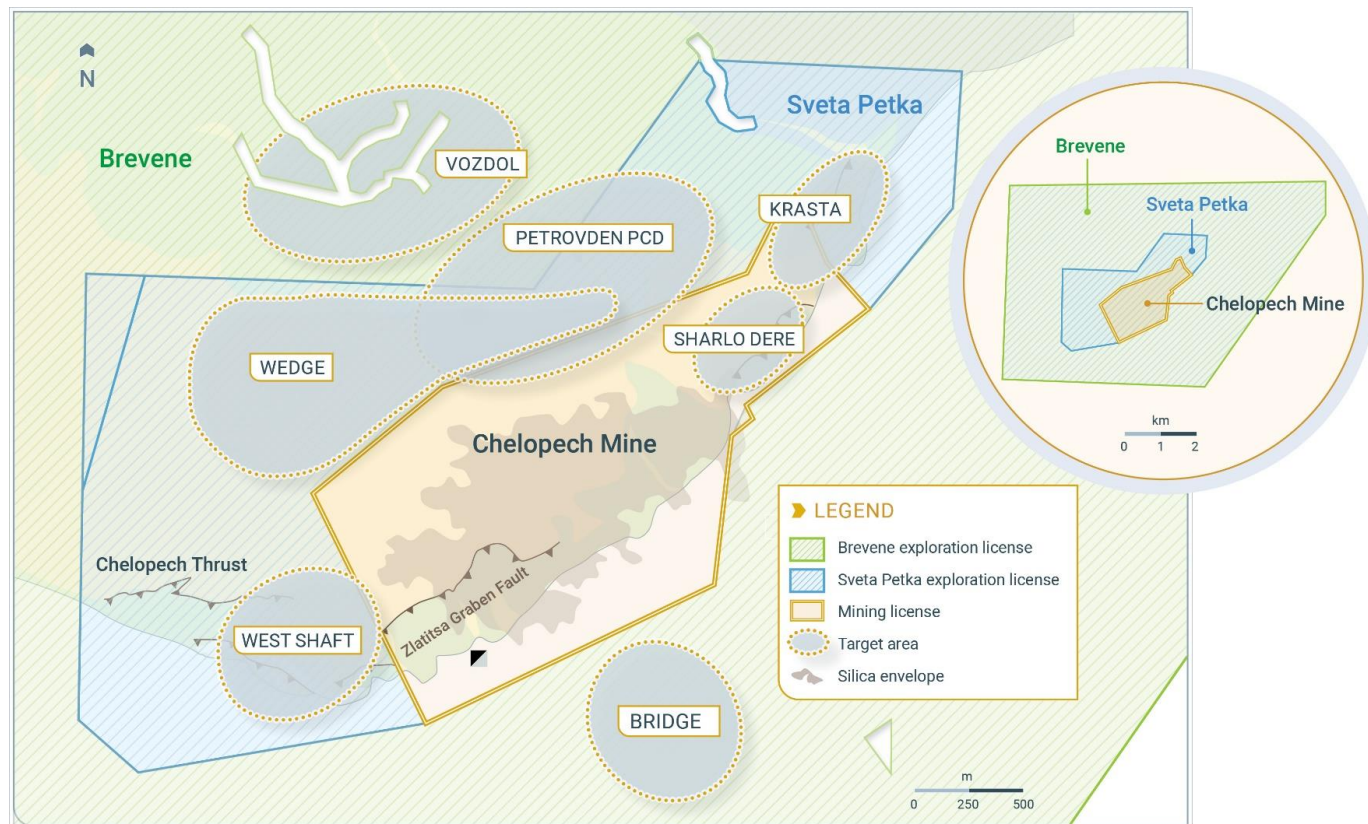 N
Brevene
VOZDOL
Sveta Petka
KRASTA
PETROVDEN PCD
SHARLO DERE
WEDGE
Chelopech Mine
Chelopech Thrust
Zlatitsa Graben Fault
WEST SHAFT
BRIDGE
Brevene
Sveta Petka
Chelopech Mine
km
0 1 2
LEGEND
Brevene exploration license
Sveta Petka exploration license
Mining license
Target area
Silica envelope
m
0 250 500